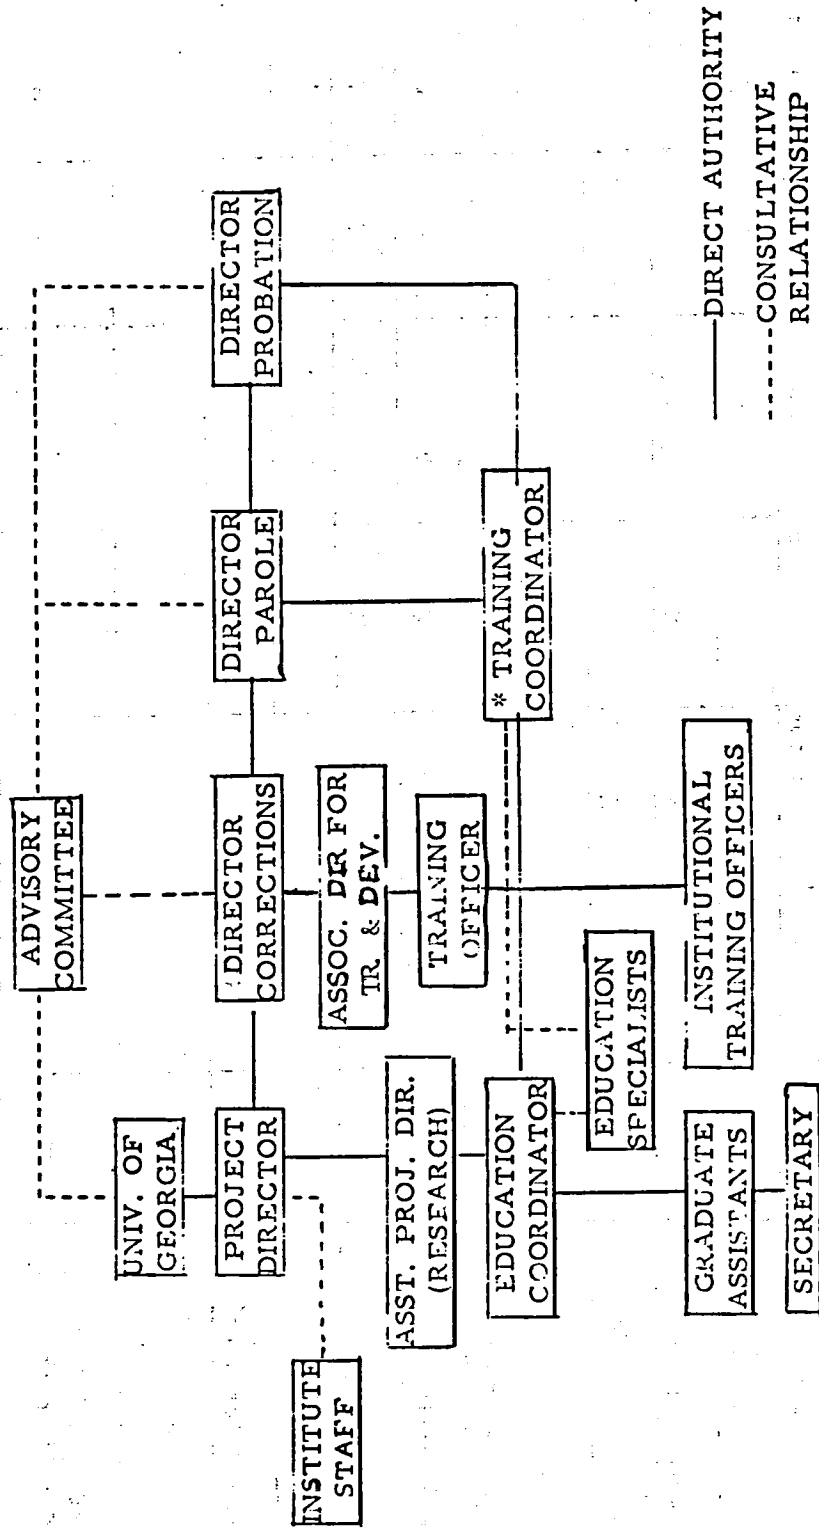 ADVISORY
COMMITTEE
UNIV. OF
GEORGIA
PROJECT
DIRECTOR
DIRECTOR
CORRECTIONS
DIRECTOR
PAROLE
DIRECTOR
PROBATION
INSTITUTE
STAFF
ASSOC. DIR FOR
TR. & DEV.
ASST. PROJ. DIR.
(RESEARCH)
TRAINING
OFFICER
EDUCATION
COORDINATOR
* TRAINING
COORDINATOR
EDUCATION
SPECIALISTS
GRADUATE
ASSISTANTS
INSTITUTIONAL
TRAINING OFFICERS
SECRETARY
DIRECT AUTHORITY
CONSULTATIVE
RELATIONSHIP